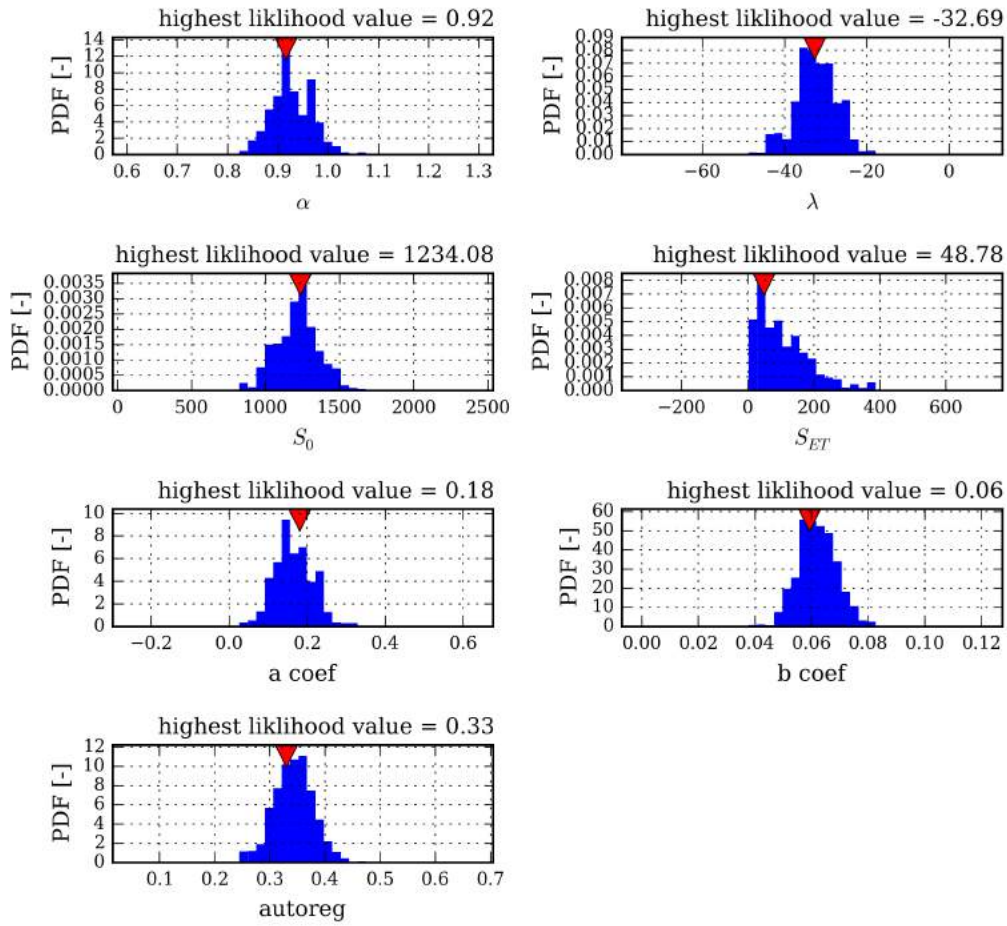 highest liklihood value = 0.92
PDF [-]
14
12
10
8
6
4
2
0
0.6 0.7 0.8 0.9 1.0 1.1 1.2 1.3
α
highest liklihood value = -32.69
PDF [-]
0.09
0.08
0.07
0.06
0.05
0.04
0.03
0.02
0.01
0.00
−60 −40 −20 0
λ
highest liklihood value = 1234.08
PDF [-]
0.0035
0.0030
0.0025
0.0020
0.0015
0.0010
0.0005
0.0000
0 500 1000 1500 2000 2500
S_0
highest liklihood value = 48.78
PDF [-]
0.008
0.007
0.006
0.005
0.004
0.003
0.002
0.001
0.000
−200 0 200 400 600
S_{ET}
highest liklihood value = 0.18
PDF [-]
10
8
6
4
2
0
−0.2 0.0 0.2 0.4 0.6
a coef
highest liklihood value = 0.06
PDF [-]
60
50
40
30
20
10
0
0.00 0.02 0.04 0.06 0.08 0.10 0.12
b coef
highest liklihood value = 0.33
PDF [-]
12
10
8
6
4
2
0
0.1 0.2 0.3 0.4 0.5 0.6 0.7
autoreg